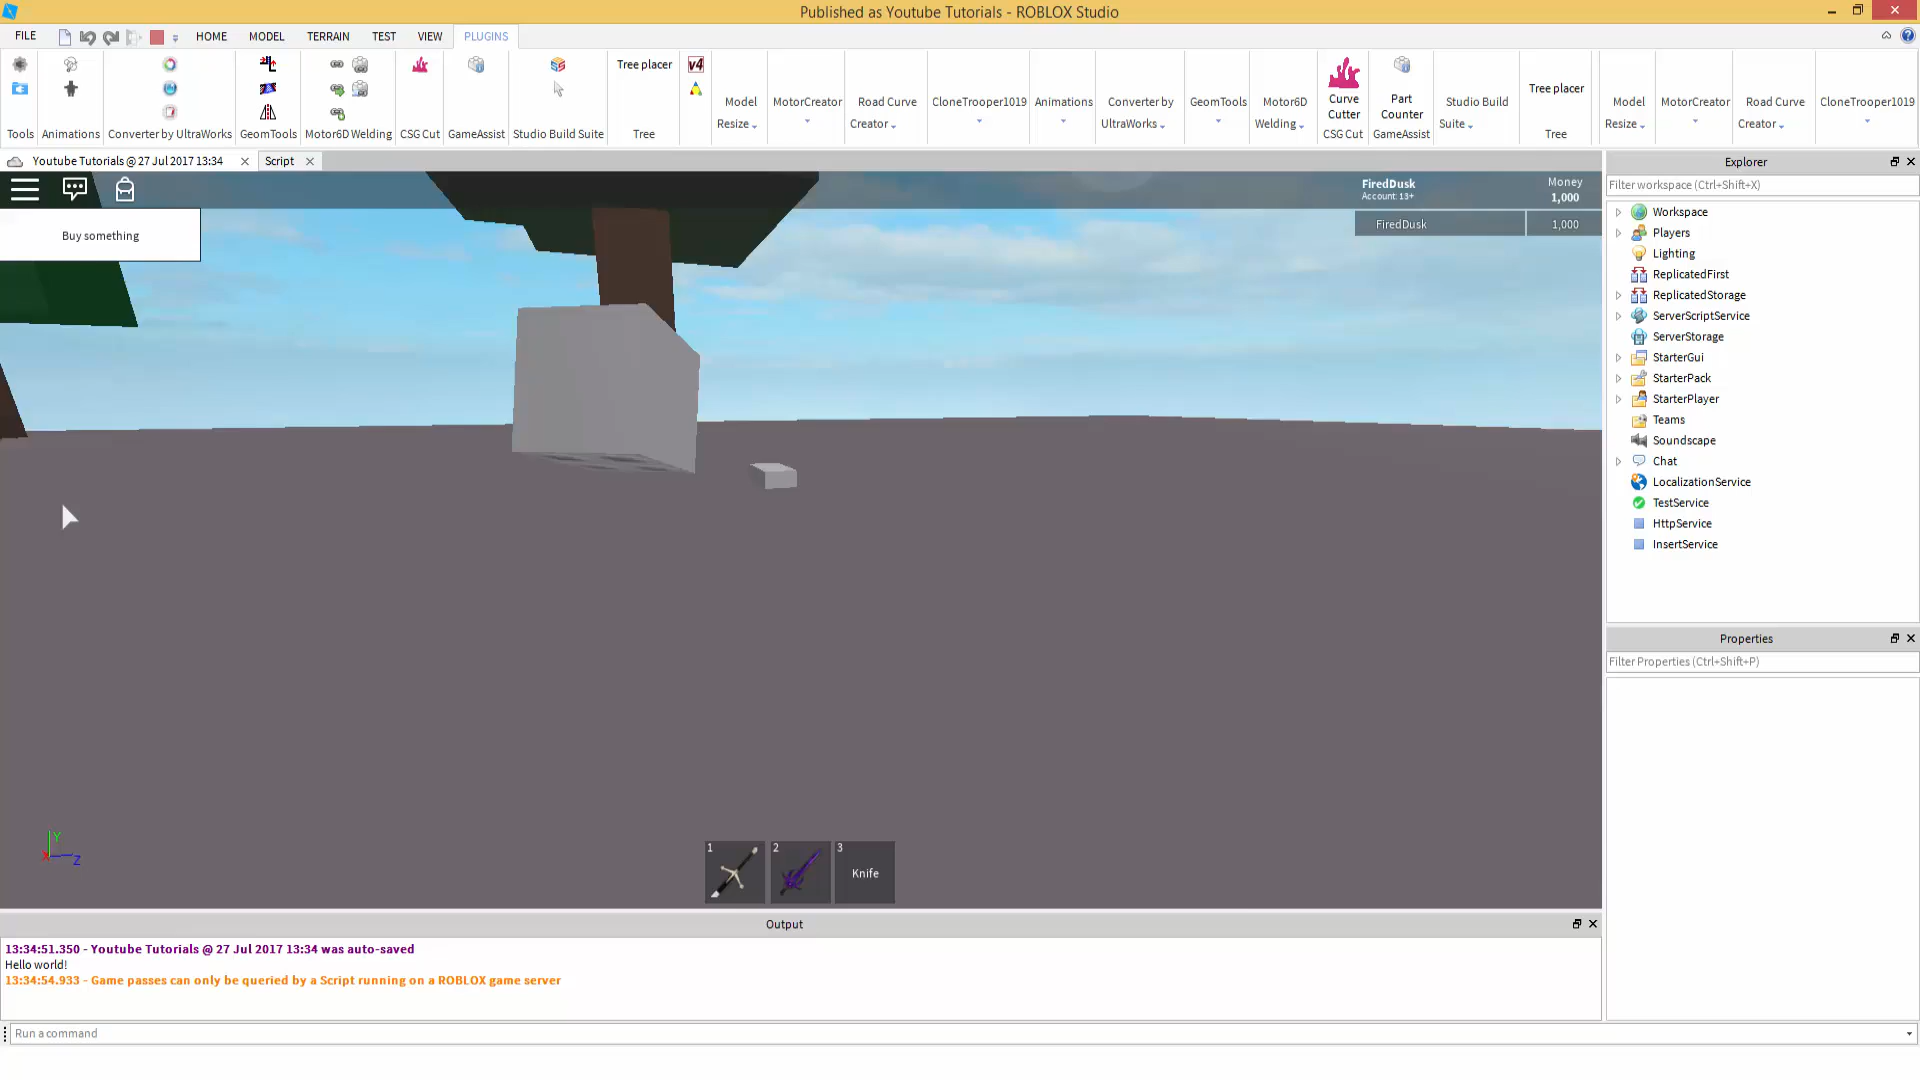 Published as Youtube Tutorials - ROBLOX Studio
FILE HOME MODEL TERRAIN TEST VIEW PLUGINS
Tree placer
v4
Tools Animations Converter by UltraWorks GeomTools Motor6D Welding CSG Cut GameAssist Studio Build Suite Tree
Model Resize
MotorCreator
Road Curve Creator
CloneTrooper1019
Animations
Converter by UltraWorks
GeomTools
Motor6D Welding
Curve Cutter
CSG Cut
Part Counter
GameAssist
Studio Build Suite
Tree placer
Tree
Model Resize
MotorCreator
Road Curve Creator
CloneTrooper1019
Youtube Tutorials @ 27 Jul 2017 13:34
Script
Buy something
FiredDusk
Account: 13+
Money
1,000
FiredDusk 1,000
Y
X
Z
1
2
3
Knife
Explorer
Filter workspace (Ctrl+Shift+X)
Workspace
Players
Lighting
ReplicatedFirst
ReplicatedStorage
ServerScriptService
ServerStorage
StarterGui
StarterPack
StarterPlayer
Teams
Soundscape
Chat
LocalizationService
TestService
HttpService
InsertService
Properties
Filter Properties (Ctrl+Shift+P)
Output
13:34:51.350 - Youtube Tutorials @ 27 Jul 2017 13:34 was auto-saved
Hello world!
13:34:54.933 - Game passes can only be queried by a Script running on a ROBLOX game server
Run a command